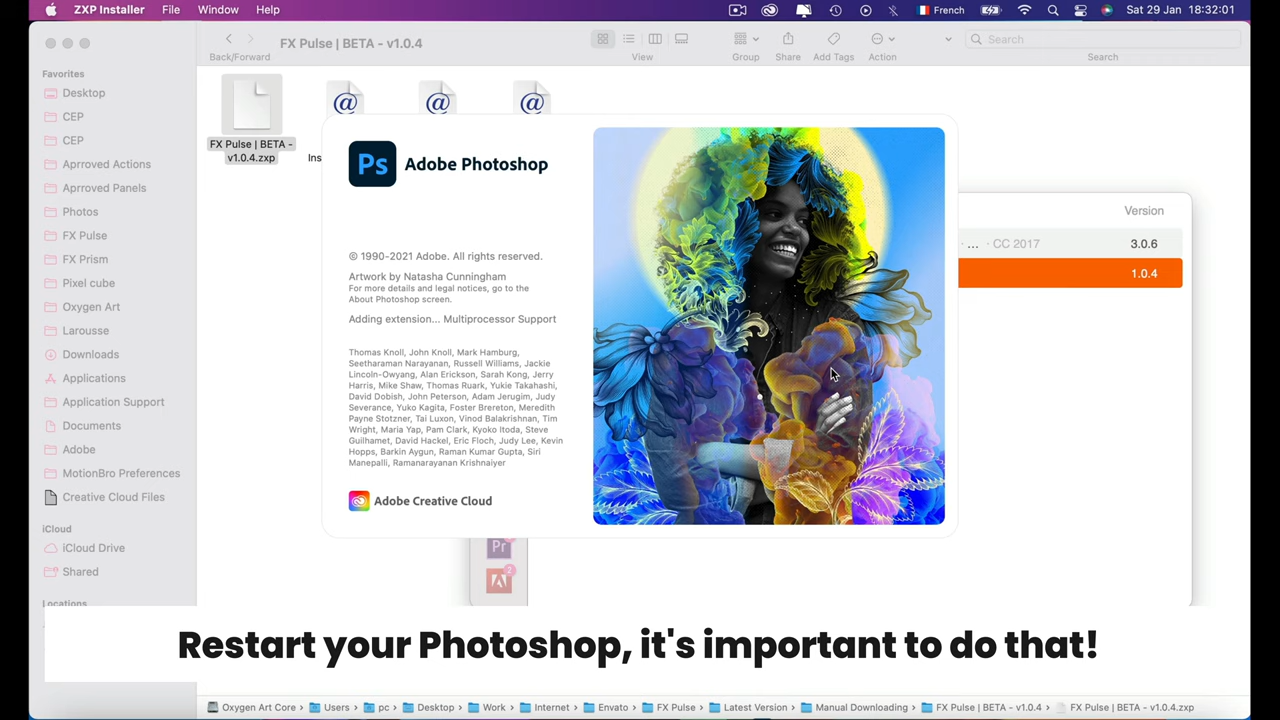 ZXP Installer File Window Help French Sat 29 Jan 18:32:01
FX Pulse | BETA - v1.0.4
Search
Back/Forward View Group Share Add Tags Action Search
Favorites
Desktop
CEP
CEP
Aprroved Actions
Aprroved Panels
Photos
FX Pulse
FX Prism
Pixel cube
Oxygen Art
Larousse
Downloads
Applications
Application Support
Documents
Adobe
MotionBro Preferences
Creative Cloud Files
iCloud
iCloud Drive
Shared
Locations
FX Pulse | BETA -
v1.0.4.zxp
Ins
@ @ @
Ps Adobe Photoshop
© 1990-2021 Adobe. All rights reserved.
Artwork by Natasha Cunningham
For more details and legal notices, go to the
About Photoshop screen.
Adding extension... Multiprocessor Support
Thomas Knoll, John Knoll, Mark Hamburg,
Seetharaman Narayanan, Russell Williams, Jackie
Lincoln-Owyang, Alan Erickson, Sarah Kong, Jerry
Harris, Mike Shaw, Thomas Ruark, Yukie Takahashi,
David Dobish, John Peterson, Adam Jerugim, Judy
Severance, Yuko Kagita, Foster Brereton, Meredith
Payne Stotzner, Tai Luxon, Vinod Balakrishnan, Tim
Wright, Maria Yap, Pam Clark, Kyoko Itoda, Steve
Guilhamet, David Hackel, Eric Floch, Judy Lee, Kevin
Hopps, Barkin Aygun, Raman Kumar Gupta, Siri
Manepalli, Ramanarayanan Krishnaiyer
Adobe Creative Cloud
Version
... · CC 2017 3.0.6
1.0.4
Pr
2
Restart your Photoshop, it's important to do that!
Oxygen Art Core › Users › pc › Desktop › Work › Internet › Envato › FX Pulse › Latest Version › Manual Downloading › FX Pulse | BETA - v1.0.4 › FX Pulse | BETA - v1.0.4.zxp